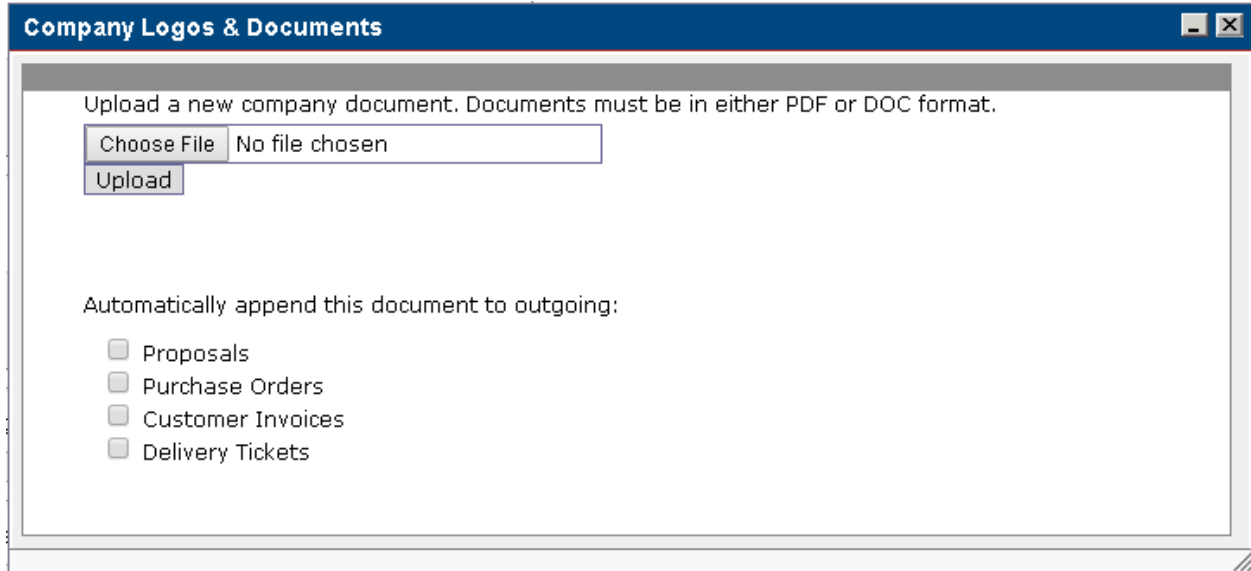 Company Logos & Documents
Upload a new company document. Documents must be in either PDF or DOC format.
Choose File No file chosen
Upload
Automatically append this document to outgoing:
Proposals
Purchase Orders
Customer Invoices
Delivery Tickets